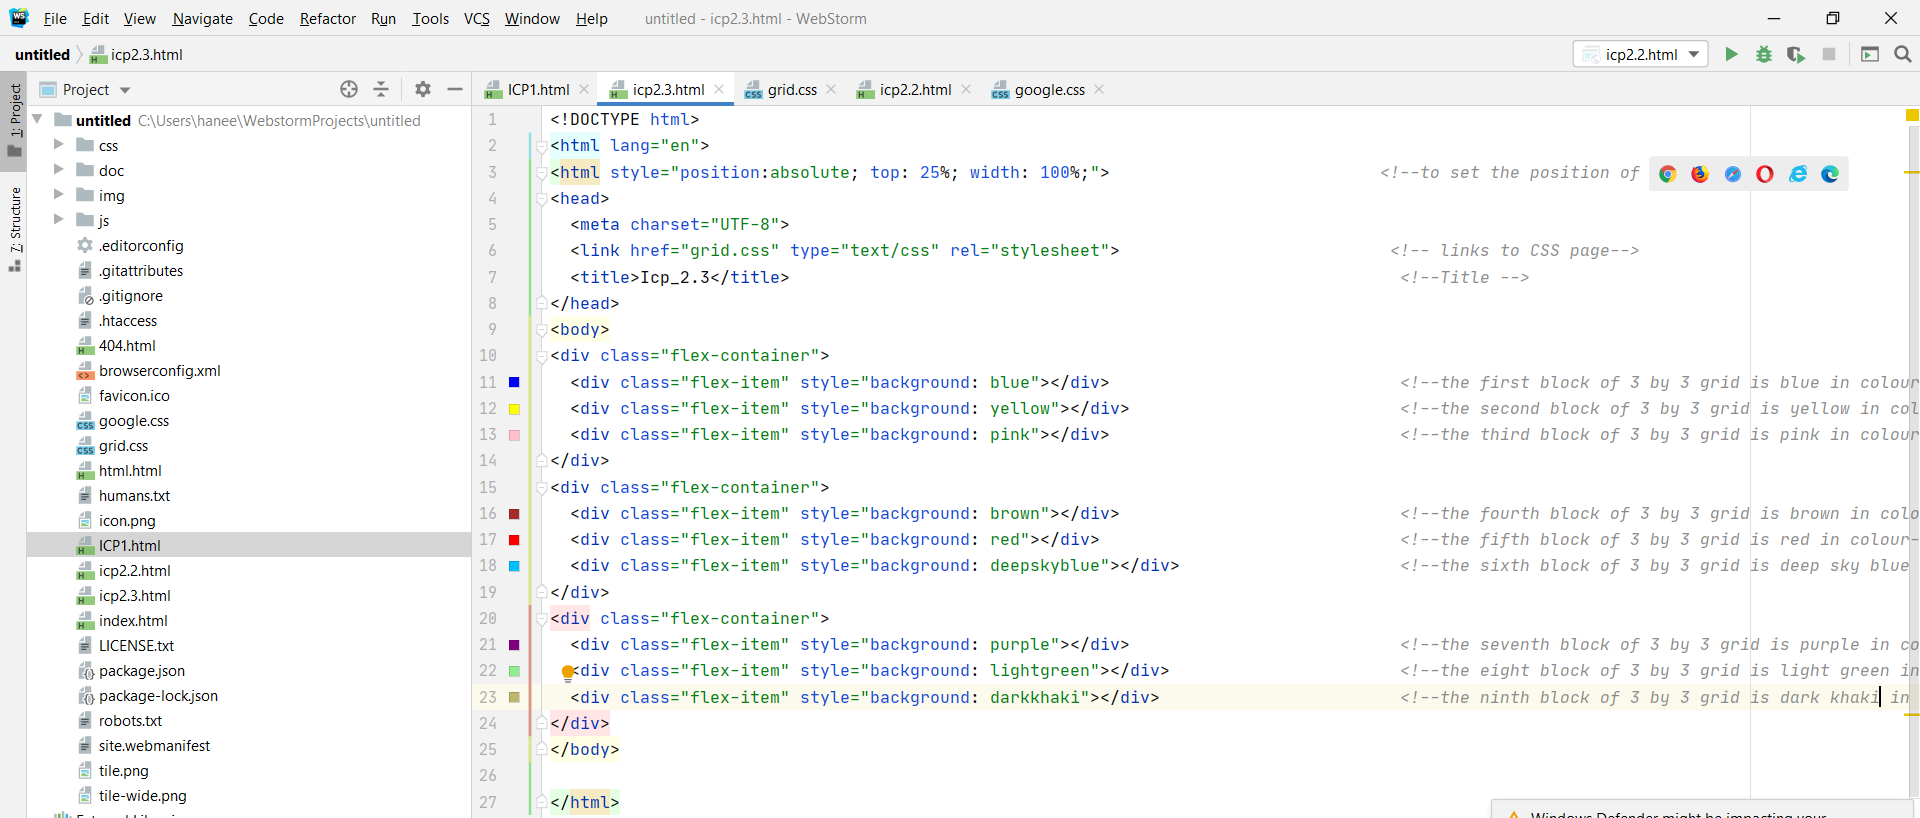 File Edit View Navigate Code Refactor Run Tools VCS Window Help untitled - icp2.3.html - WebStorm
untitled icp2.3.html icp2.2.html
Project
ICP1.html icp2.3.html grid.css icp2.2.html google.css
1: Project
7: Structure
untitled C:\Users\hanee\WebstormProjects\untitled
css
doc
img
js
.editorconfig
.gitattributes
.gitignore
.htaccess
404.html
browserconfig.xml
favicon.ico
google.css
grid.css
html.html
humans.txt
icon.png
ICP1.html
icp2.2.html
icp2.3.html
index.html
LICENSE.txt
package.json
package-lock.json
robots.txt
site.webmanifest
tile.png
tile-wide.png
1 <!DOCTYPE html>
2 <html lang="en">
3 <html style="position:absolute; top: 25%; width: 100%;"> <!--to set the position of
4 <head>
5 <meta charset="UTF-8">
6 <link href="grid.css" type="text/css" rel="stylesheet"> <!-- links to CSS page-->
7 <title>Icp_2.3</title> <!--Title -->
8 </head>
9 <body>
10 <div class="flex-container">
11 <div class="flex-item" style="background: blue"></div> <!--the first block of 3 by 3 grid is blue in colour
12 <div class="flex-item" style="background: yellow"></div> <!--the second block of 3 by 3 grid is yellow in col
13 <div class="flex-item" style="background: pink"></div> <!--the third block of 3 by 3 grid is pink in colour
14 </div>
15 <div class="flex-container">
16 <div class="flex-item" style="background: brown"></div> <!--the fourth block of 3 by 3 grid is brown in colo
17 <div class="flex-item" style="background: red"></div> <!--the fifth block of 3 by 3 grid is red in colour-
18 <div class="flex-item" style="background: deepskyblue"></div> <!--the sixth block of 3 by 3 grid is deep sky blue
19 </div>
20 <div class="flex-container">
21 <div class="flex-item" style="background: purple"></div> <!--the seventh block of 3 by 3 grid is purple in co
22 <div class="flex-item" style="background: lightgreen"></div> <!--the eight block of 3 by 3 grid is light green in
23 <div class="flex-item" style="background: darkkhaki"></div> <!--the ninth block of 3 by 3 grid is dark khaki in
24 </div>
25 </body>
26
27 </html>
Windows Defender might be impacting your